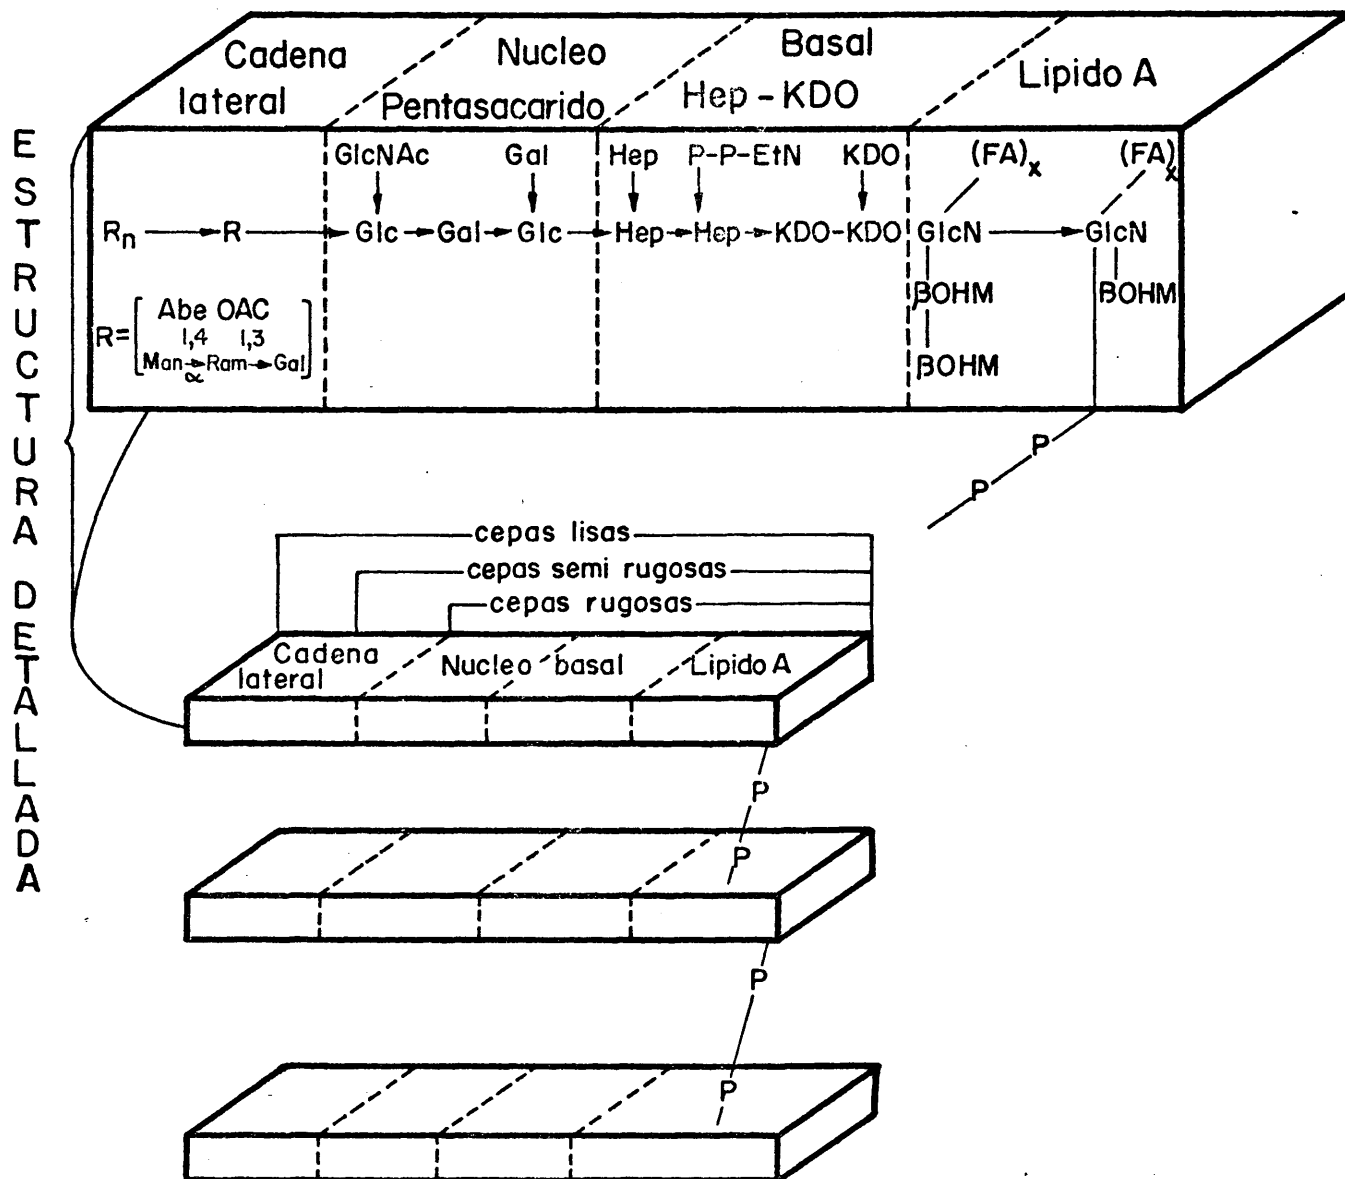 ESTRUCTURA DETALLADA
Cadena lateral
Nucleo Pentasacarido
Basal Hep-KDO
Lipido A
GlcNAc Gal Hep P-P-EtN KDO (FA)x (FA)x
Rn R Glc Gal Glc Hep Hep KDO-KDO GlcN GlcN
βOHM βOHM
βOHM
R=[Abe OAC
1,4 1,3
Man Ram Gal]
α
P
P
cepas lisas
cepas semi rugosas
cepas rugosas
Cadena lateral
Nucleo basal
Lipido A
P
P
P
P